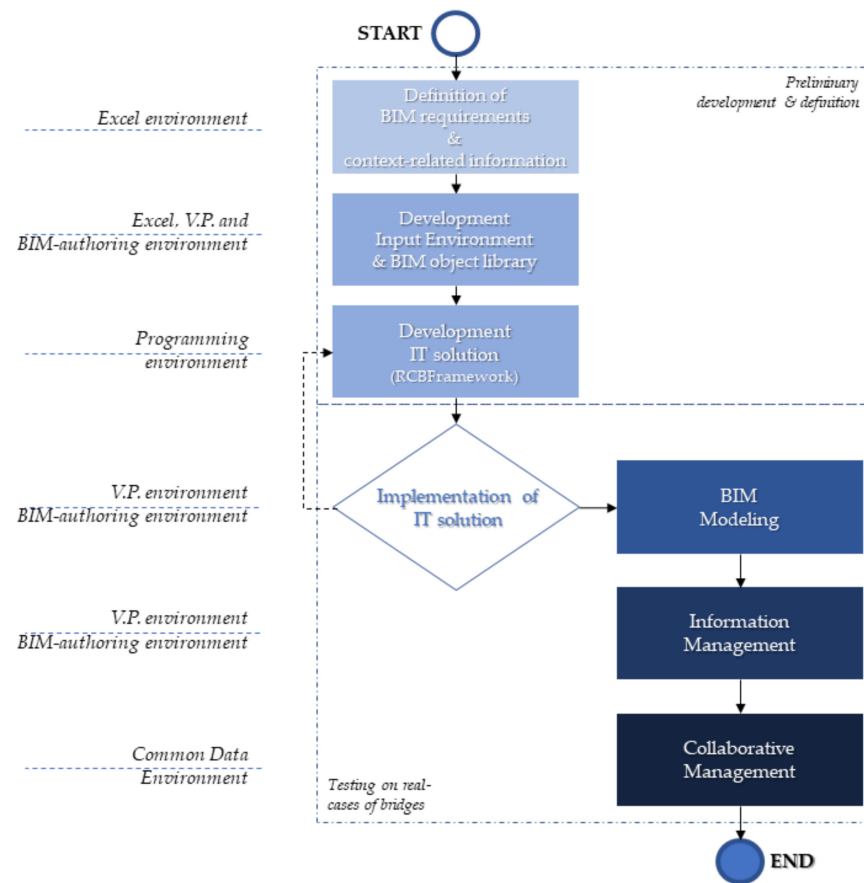 START
Preliminary
development & definition
Excel environment
Definition of
BIM requirements
&
context-related information
Excel, V.P. and
BIM-authoring environment
Development
Input Environment
& BIM object library
Programming
environment
Development
IT solution
(RCBFramework)
V.P. environment
BIM-authoring environment
Implementation of
IT solution
BIM
Modeling
V.P. environment
BIM-authoring environment
Information
Management
Common Data
Environment
Collaborative
Management
Testing on real-
cases of bridges
END